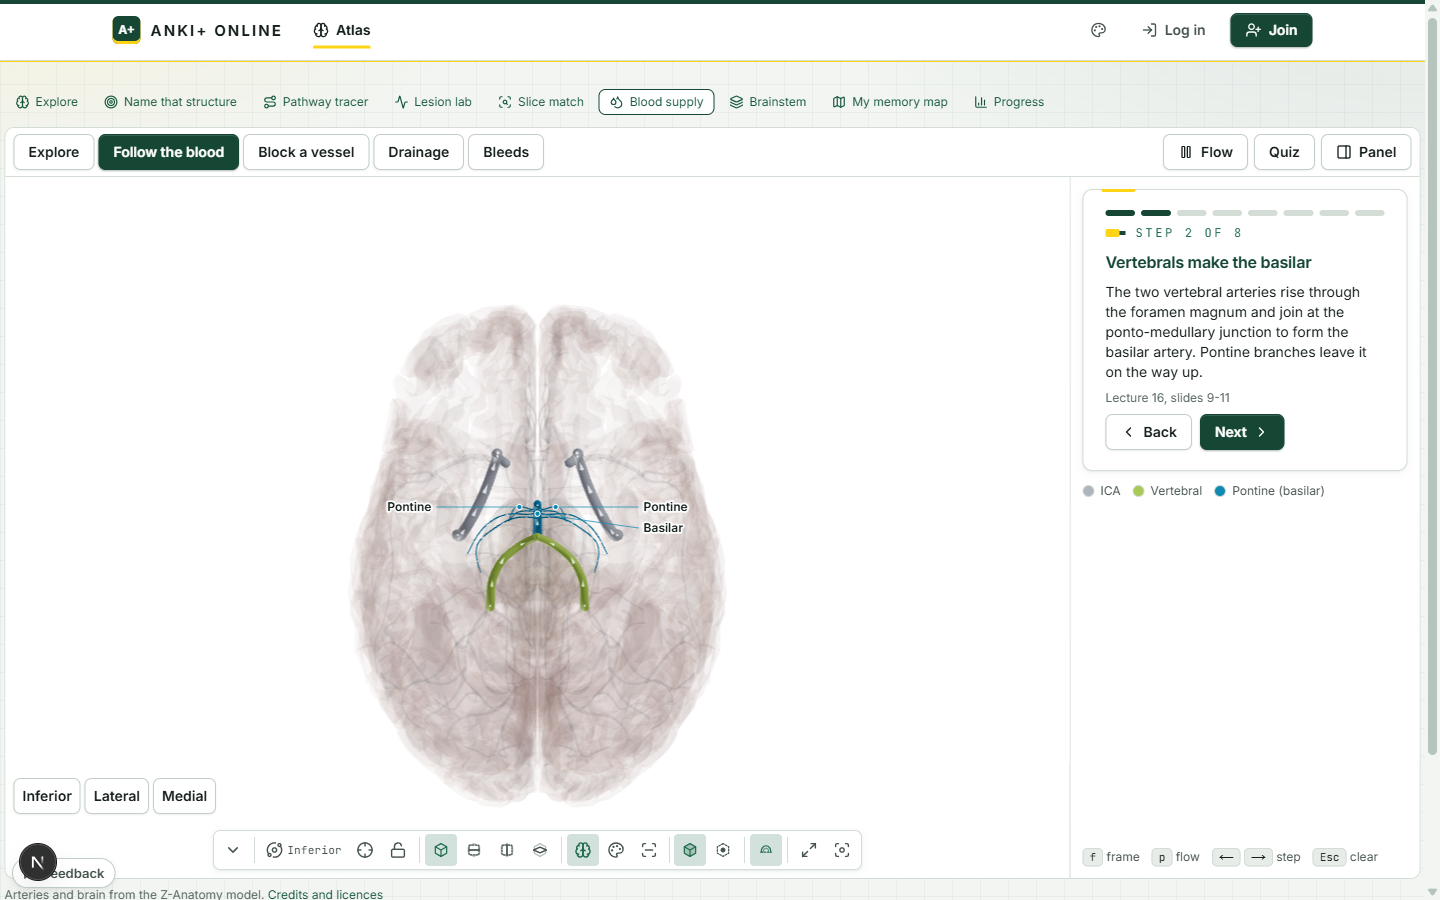 A+ ANKI+ ONLINE Atlas Log in Join
Explore Name that structure Pathway tracer Lesion lab Slice match Blood supply Brainstem My memory map Progress
Explore Follow the blood Block a vessel Drainage Bleeds Flow Quiz Panel
STEP 2 OF 8
Vertebrals make the basilar
The two vertebral arteries rise through
the foramen magnum and join at the
ponto-medullary junction to form the
basilar artery. Pontine branches leave it
on the way up.
Lecture 16, slides 9-11
Back Next
ICA Vertebral Pontine (basilar)
Pontine Pontine
Basilar
Inferior Lateral Medial
Inferior
f frame p flow ← → step Esc clear
N eedback
Arteries and brain from the Z-Anatomy model. Credits and licences